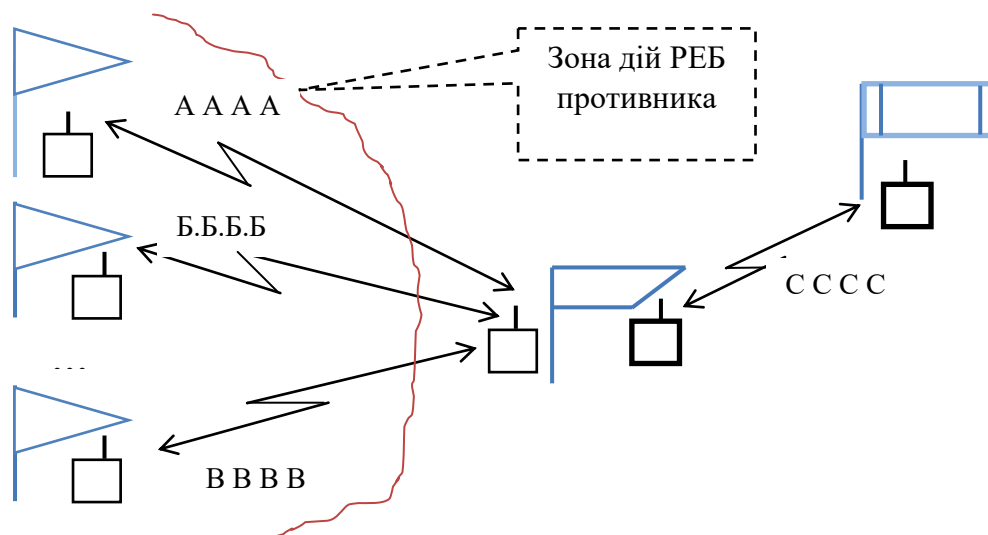 Зона дій РЕБ
противника
А А А А
Б.Б.Б.Б
С С С С
...
В В В В